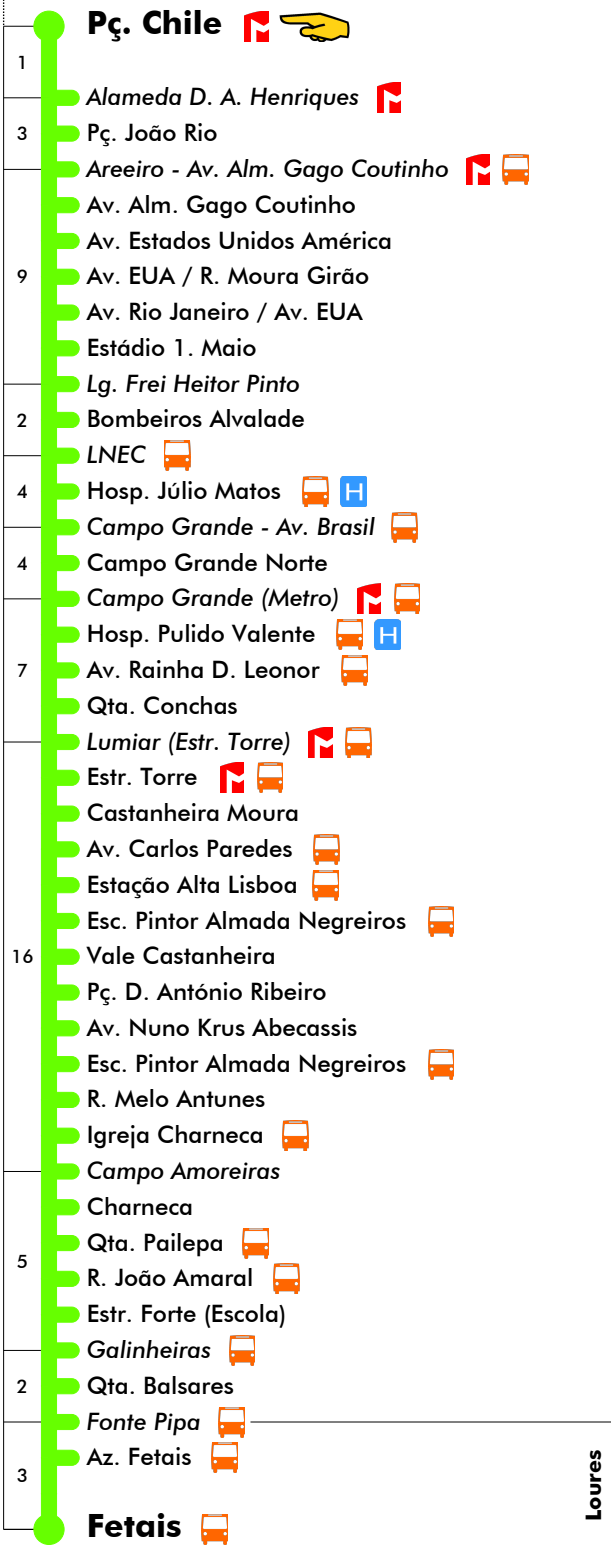 Pç. Chile
1
Alameda D. A. Henriques
3 Pç. João Rio
Areeiro - Av. Alm. Gago Coutinho
Av. Alm. Gago Coutinho
Av. Estados Unidos América
9 Av. EUA / R. Moura Girão
Av. Rio Janeiro / Av. EUA
Estádio 1. Maio
Lg. Frei Heitor Pinto
2 Bombeiros Alvalade
LNEC
4 Hosp. Júlio Matos H
Campo Grande - Av. Brasil
4 Campo Grande Norte
Campo Grande (Metro)
Hosp. Pulido Valente H
7 Av. Rainha D. Leonor
Qta. Conchas
Lumiar (Estr. Torre)
Estr. Torre
Castanheira Moura
Av. Carlos Paredes
Estação Alta Lisboa
Esc. Pintor Almada Negreiros
16 Vale Castanheira
Pç. D. António Ribeiro
Av. Nuno Krus Abecassis
Esc. Pintor Almada Negreiros
R. Melo Antunes
Igreja Charneca
Campo Amoreiras
Charneca
Qta. Pailepa
5
R. João Amaral
Estr. Forte (Escola)
Galinheiras
2 Qta. Balsares
Fonte Pipa
Az. Fetais
3
Loures
Fetais